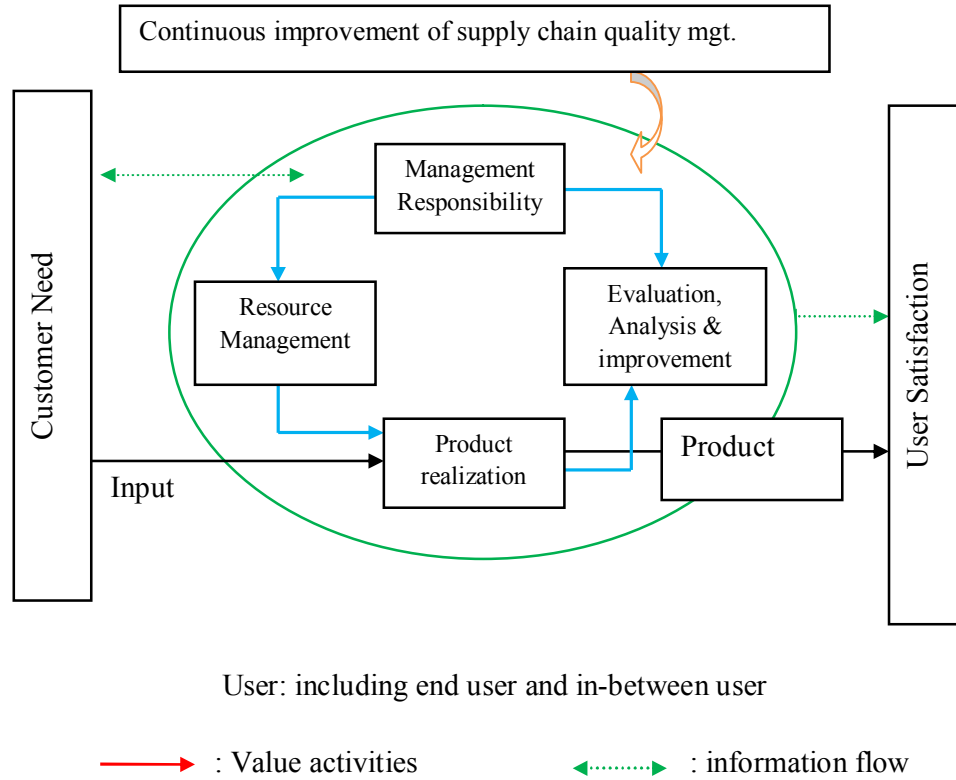 Continuous improvement of supply chain quality mgt.
Customer Need
Management
Responsibility
Resource
Management
Evaluation,
Analysis &
improvement
User Satisfaction
Product
realization
Product
Input
User: including end user and in-between user
: Value activities
: information flow